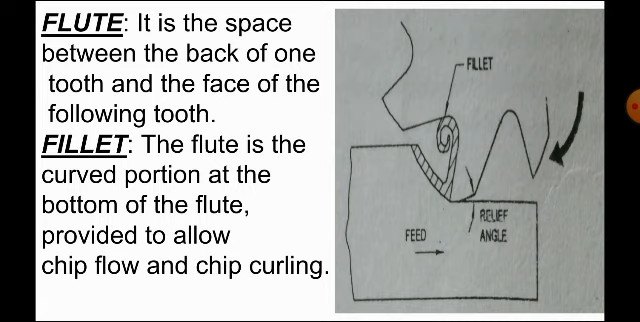 FLUTE: It is the space
between the back of one
tooth and the face of the
following tooth.
FILLET: The flute is the
curved portion at the
bottom of the flute,
provided to allow
chip flow and chip curling.
FILLET
FEED
RELIEF
ANGLE